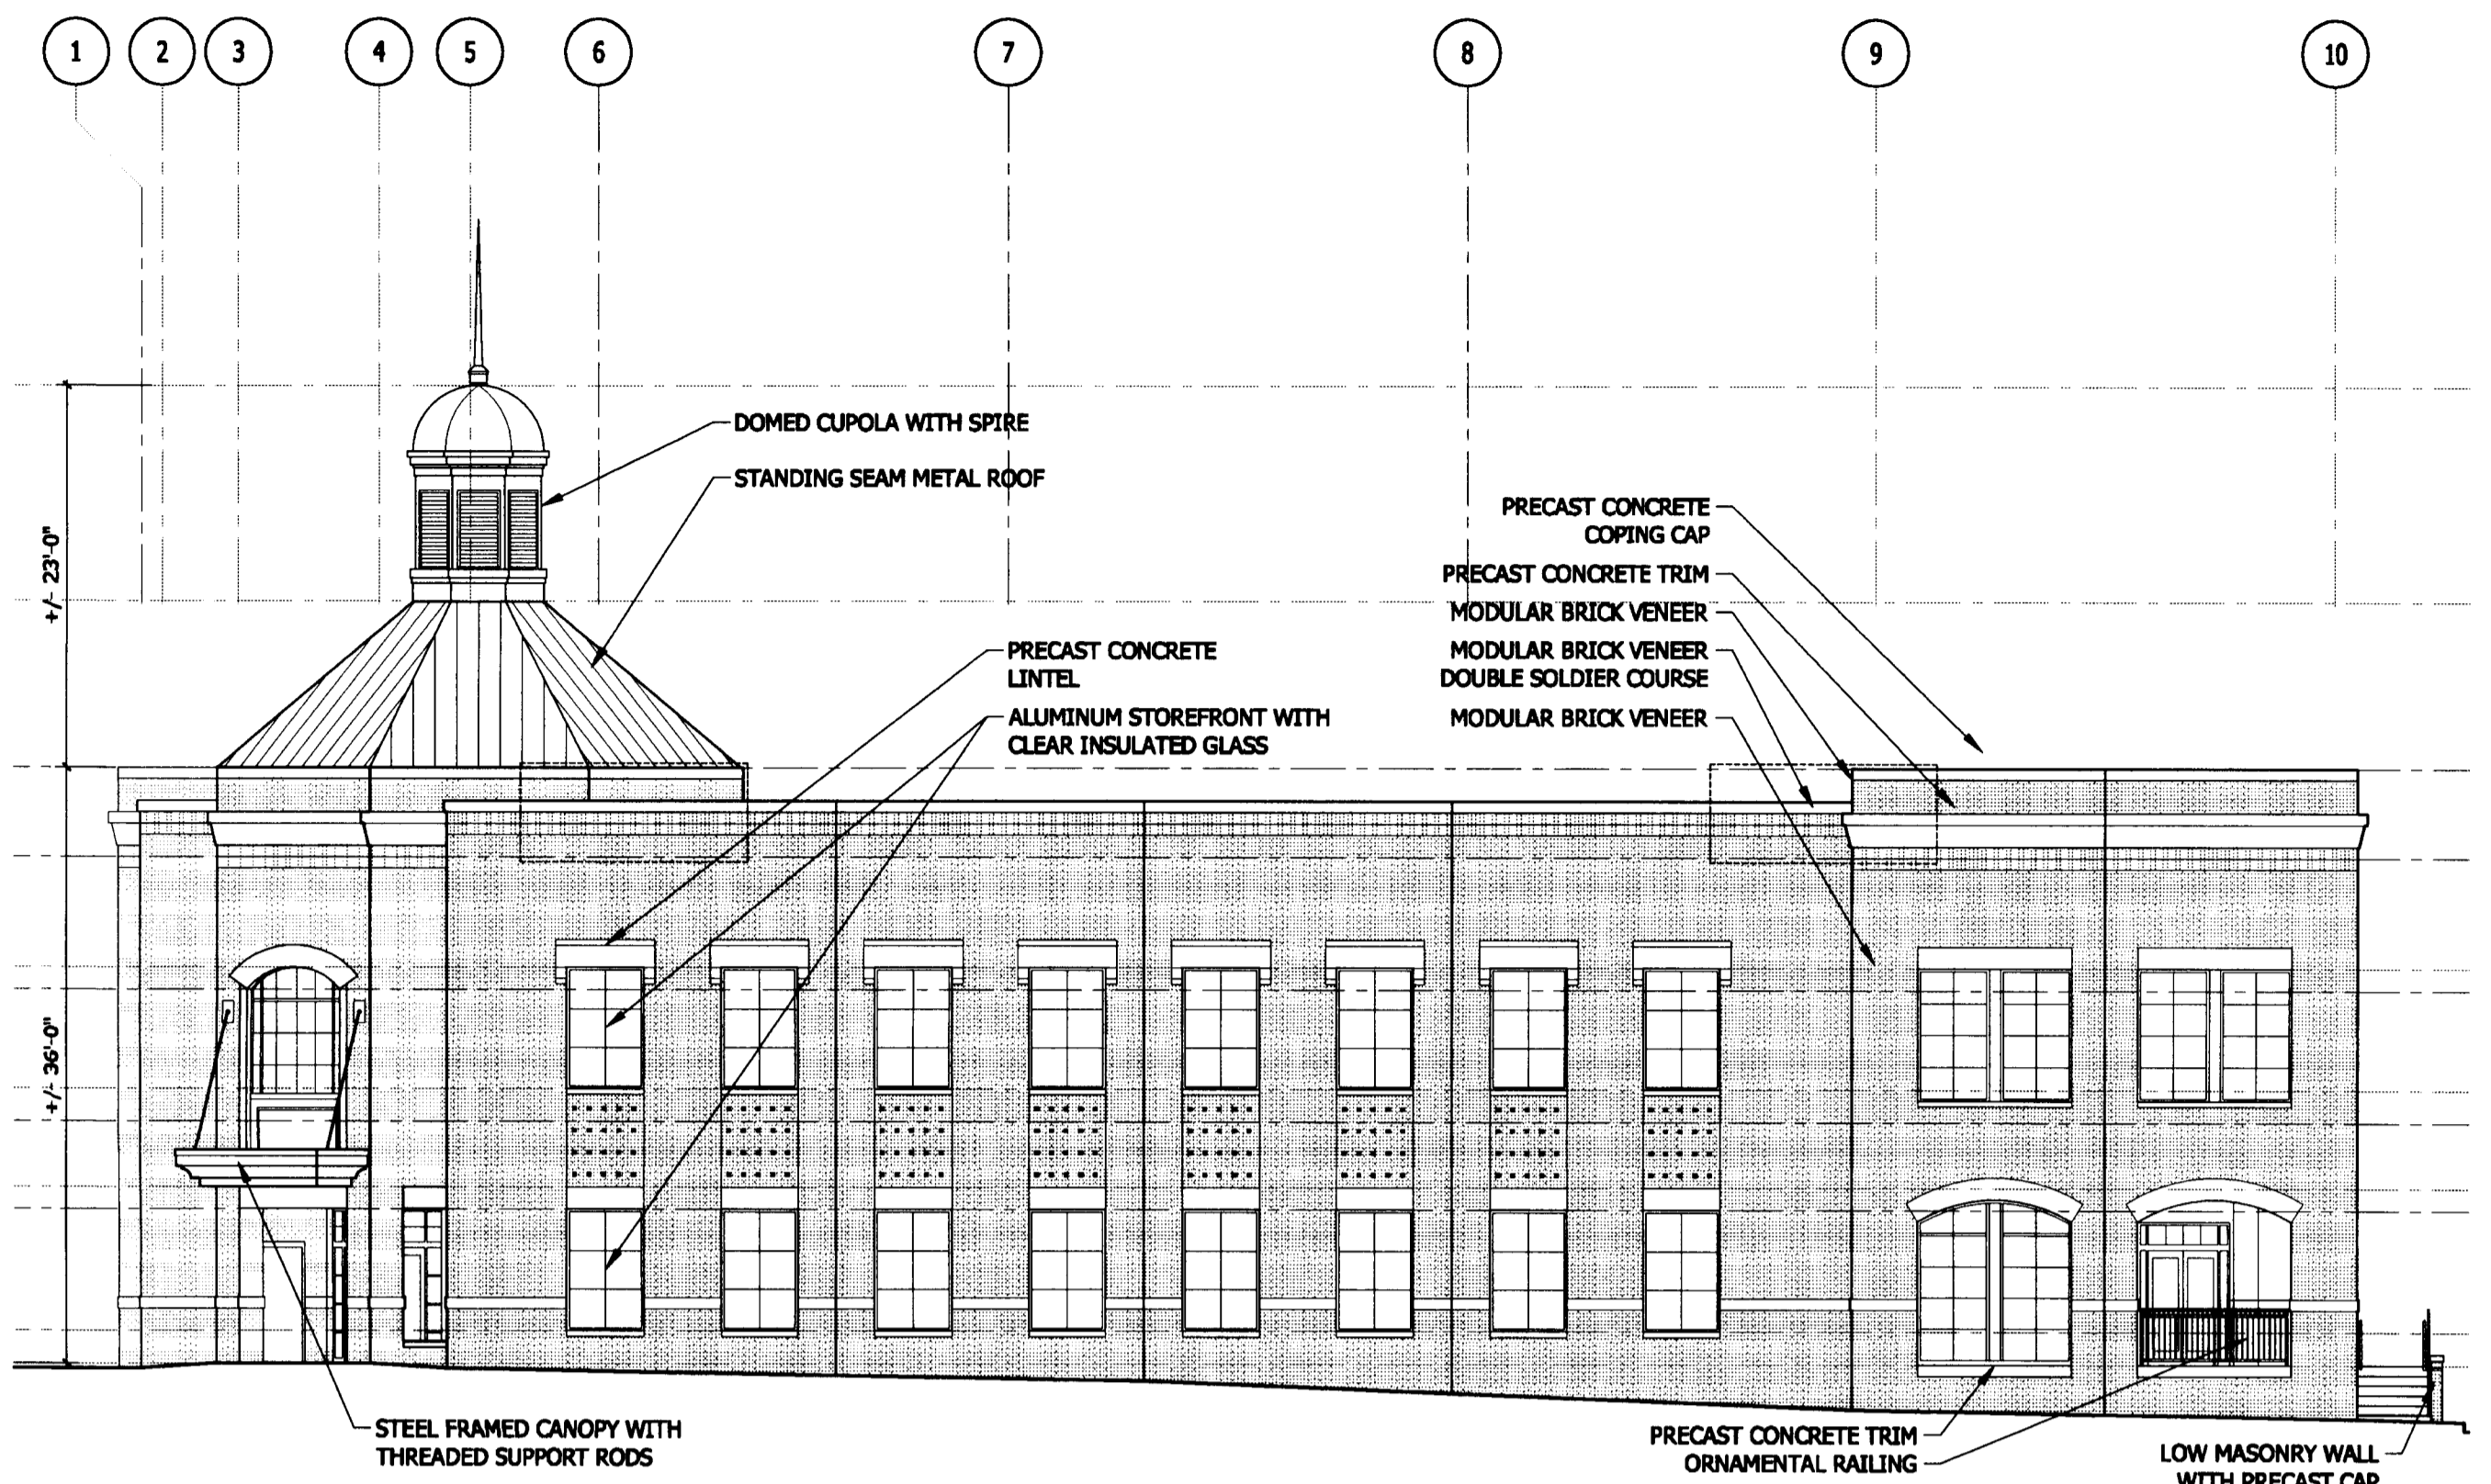 1 2 3 4 5 6 7 8 9 10
DOMED CUPOLA WITH SPIRE
STANDING SEAM METAL ROOF
PRECAST CONCRETE
COPING CAP
PRECAST CONCRETE TRIM
MODULAR BRICK VENEER
MODULAR BRICK VENEER
DOUBLE SOLDIER COURSE
MODULAR BRICK VENEER
+/- 23'-0"
PRECAST CONCRETE
LINTEL
ALUMINUM STOREFRONT WITH
CLEAR INSULATED GLASS
+/- 36'-0"
STEEL FRAMED CANOPY WITH
THREADED SUPPORT RODS
PRECAST CONCRETE TRIM
ORNAMENTAL RAILING
LOW MASONRY WALL
WITH PRECAST CAP